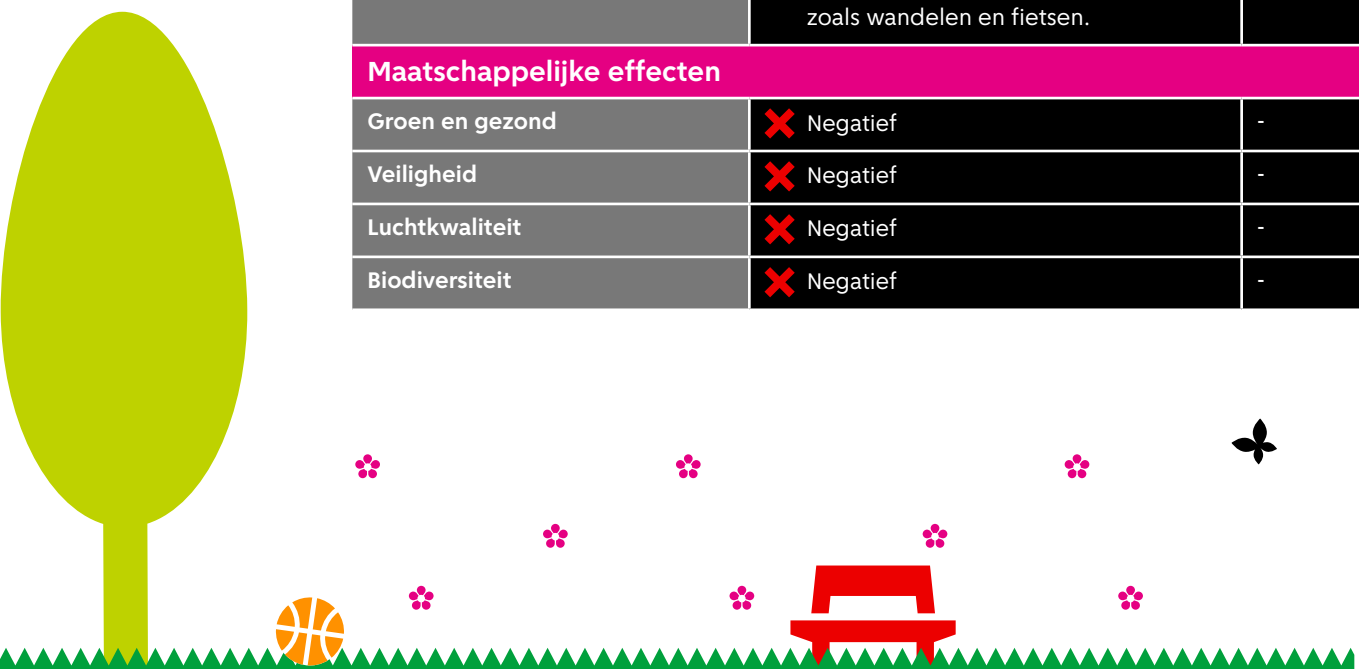 zoals wandelen en fietsen.
Maatschappelijke effecten
Groen en gezond Negatief -
Veiligheid Negatief -
Luchtkwaliteit Negatief -
Biodiversiteit Negatief -